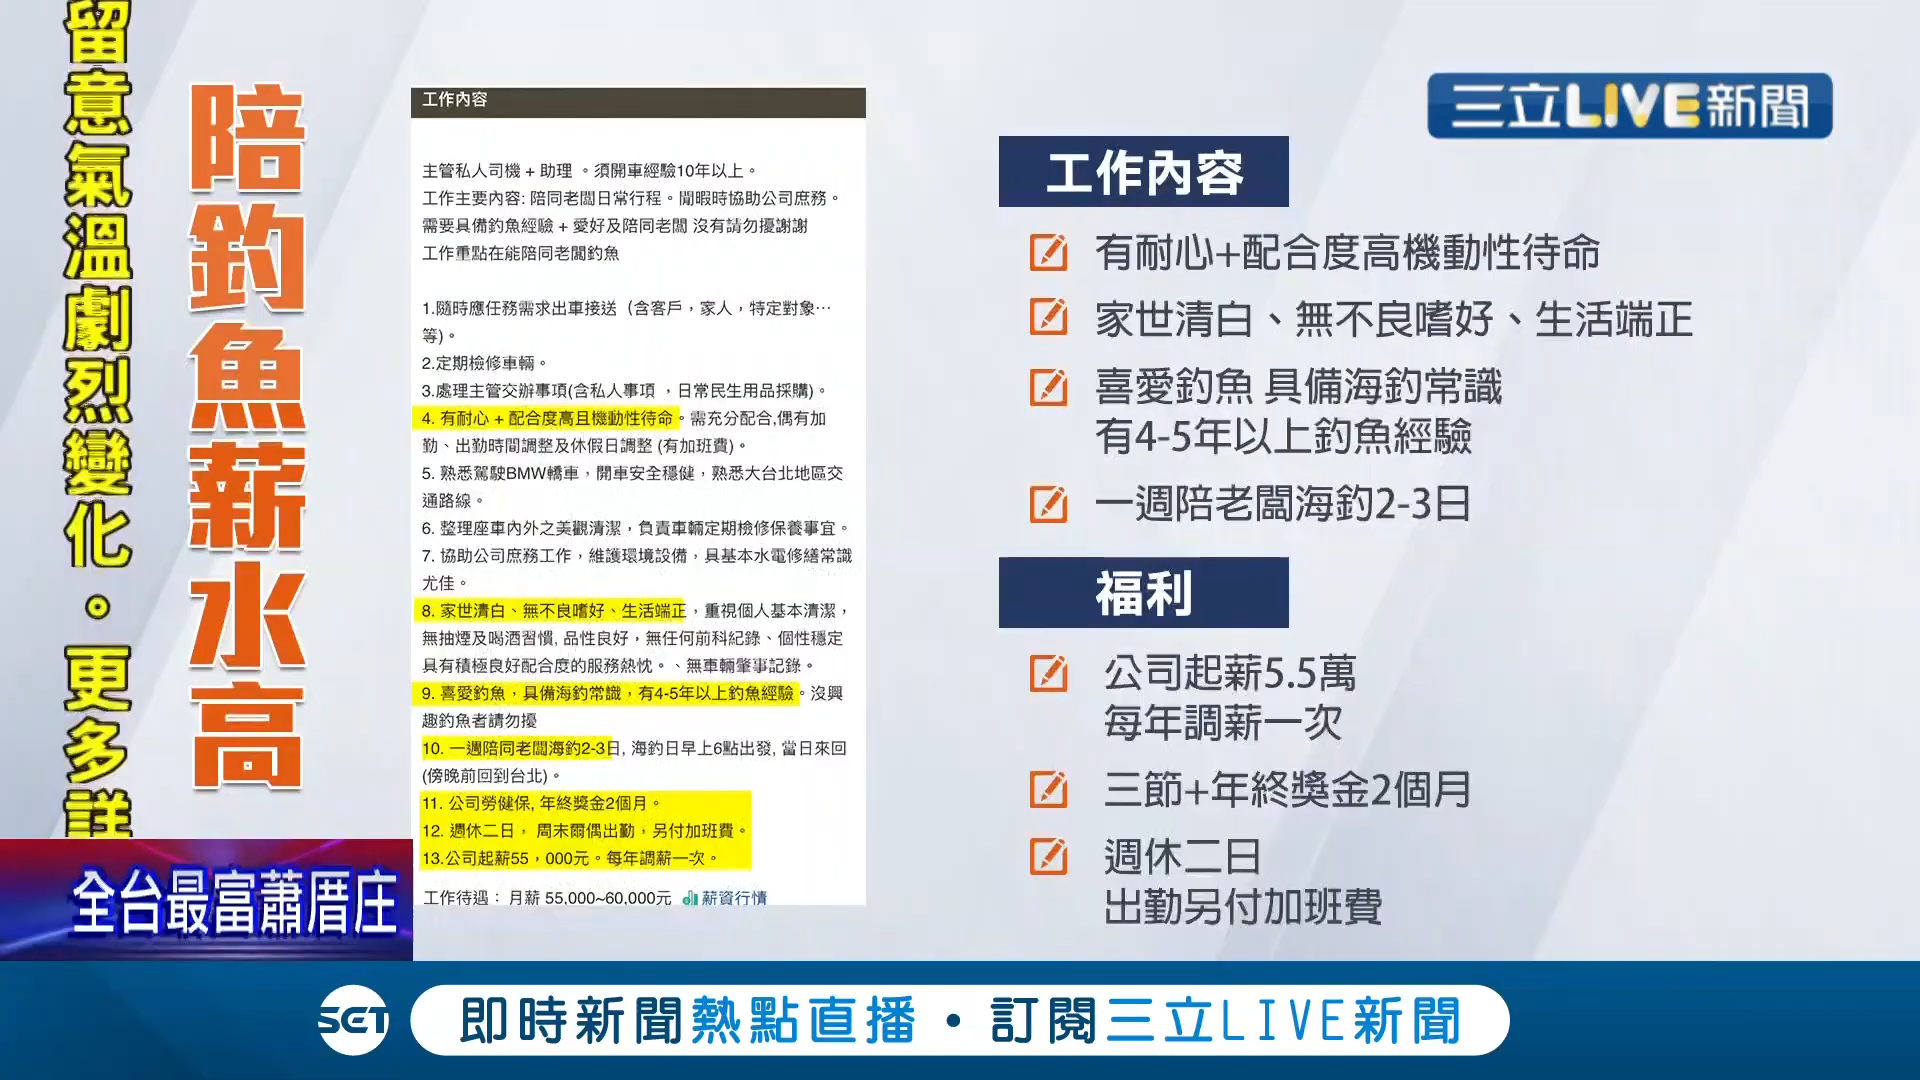 留意氣溫劇烈變化。更多詳
陪釣魚薪水高
工作內容
主管私人司機 + 助理 。須開車經驗10年以上。
工作主要內容: 陪同老闆日常行程。閒暇時協助公司庶務。
需要具備釣魚經驗 + 愛好及陪同老闆 沒有請勿擾謝謝
工作重點在能陪同老闆釣魚
1.隨時應任務需求出車接送（含客戶，家人，特定對象⋯
等)。
2.定期檢修車輛。
3.處理主管交辦事項(含私人事項 ，日常民生用品採購)。
4. 有耐心 + 配合度高且機動性待命。需充分配合,偶有加
勤、出勤時間調整及休假日調整 (有加班費)。
5. 熟悉駕駛BMW轎車，開車安全穩健，熟悉大台北地區交
通路線。
6. 整理座車內外之美觀清潔，負責車輛定期檢修保養事宜。
7. 協助公司庶務工作，維護環境設備，具基本水電修繕常識
尤佳。
8. 家世清白、無不良嗜好、生活端正，重視個人基本清潔，
無抽煙及喝酒習慣, 品性良好，無任何前科紀錄、個性穩定
具有積極良好配合度的服務熱忱。、無車輛肇事記錄。
9. 喜愛釣魚，具備海釣常識，有4-5年以上釣魚經驗。沒興
趣釣魚者請勿擾
10. 一週陪同老闆海釣2-3日, 海釣日早上6點出發, 當日來回
(傍晚前回到台北)。
11. 公司勞健保, 年終獎金2個月。
12. 週休二日， 周末爾偶出勤，另付加班費。
13.公司起薪55，000元。每年調薪一次。
工作待遇： 月薪 55,000~60,000元 薪資行情
三立LIVE新聞
工作內容
有耐心+配合度高機動性待命
家世清白、無不良嗜好、生活端正
喜愛釣魚 具備海釣常識
有4-5年以上釣魚經驗
一週陪老闆海釣2-3日
福利
公司起薪5.5萬
每年調薪一次
三節+年終獎金2個月
週休二日
出勤另付加班費
全台最富蕭厝庄
SET 即時新聞熱點直播・訂閱三立LIVE新聞